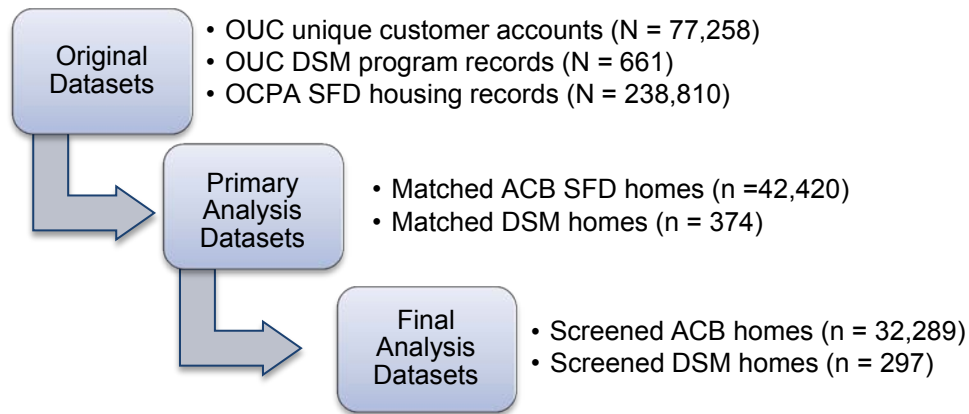 Original
Datasets
• OUC unique customer accounts (N = 77,258)
• OUC DSM program records (N = 661)
• OCPA SFD housing records (N = 238,810)
Primary
Analysis
Datasets
• Matched ACB SFD homes (n =42,420)
• Matched DSM homes (n = 374)
Final
Analysis
Datasets
• Screened ACB homes (n = 32,289)
• Screened DSM homes (n = 297)